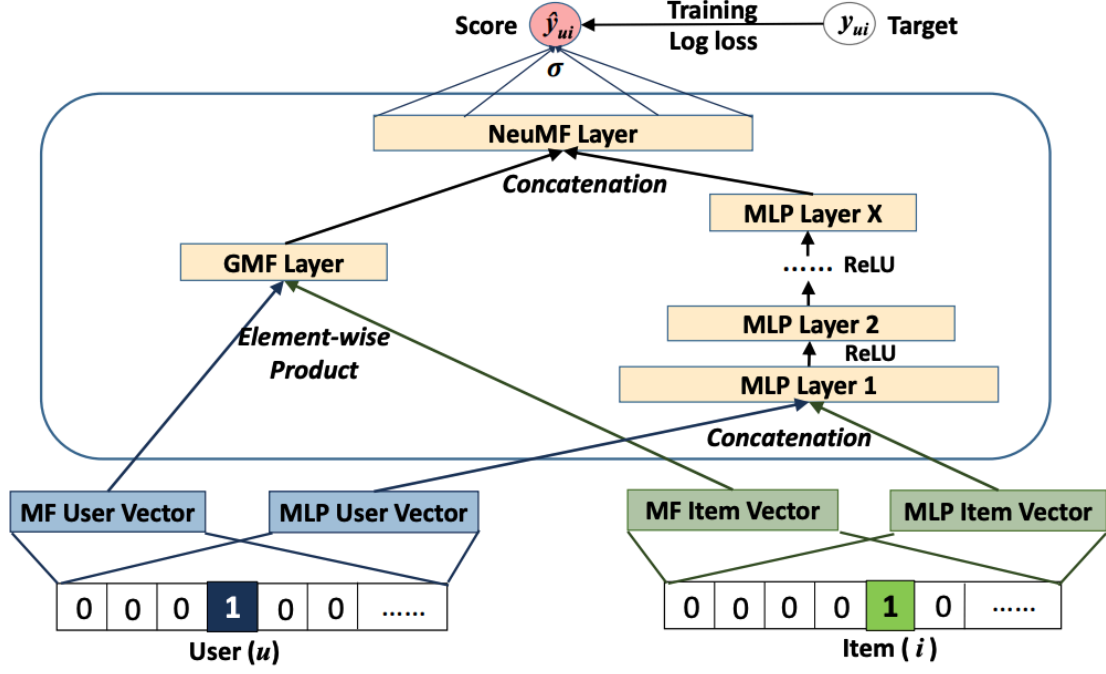 Score ŷui Training yui Target
Log loss
σ
NeuMF Layer
Concatenation
MLP Layer X
GMF Layer
...... ReLU
Element-wise
Product
MLP Layer 2
ReLU
MLP Layer 1
Concatenation
MF User Vector MLP User Vector MF Item Vector MLP Item Vector
0 0 0 1 0 0 ...... 0 0 0 0 1 0 ......
User (u) Item ( i )